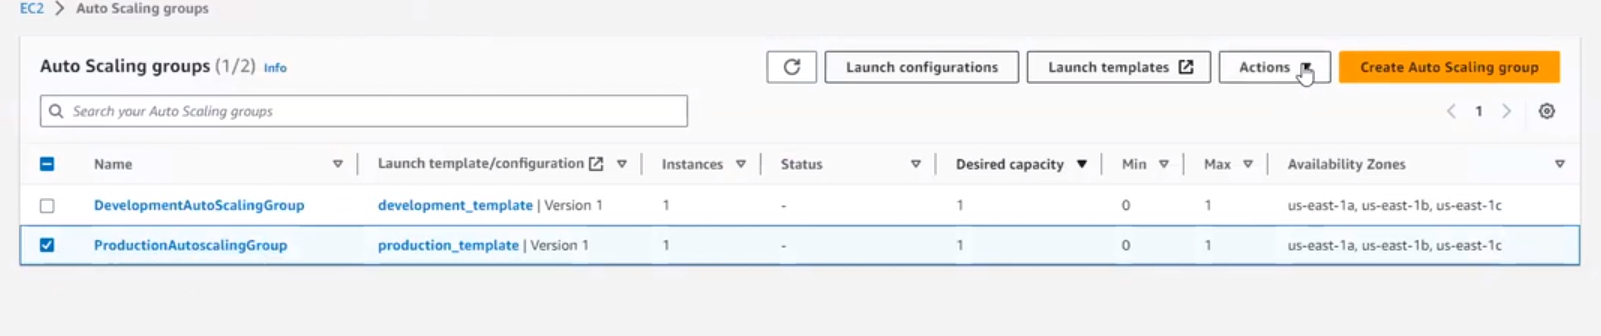 EC2 > Auto Scaling groups
Auto Scaling groups (1/2) Info
Launch configurations
Launch templates
Actions
Create Auto Scaling group
Search your Auto Scaling groups
1
Name Launch template/configuration Instances Status Desired capacity Min Max Availability Zones
DevelopmentAutoScalingGroup development_template | Version 1 1 - 1 0 1 us-east-1a, us-east-1b, us-east-1c
ProductionAutoscalingGroup production_template | Version 1 1 - 1 0 1 us-east-1a, us-east-1b, us-east-1c